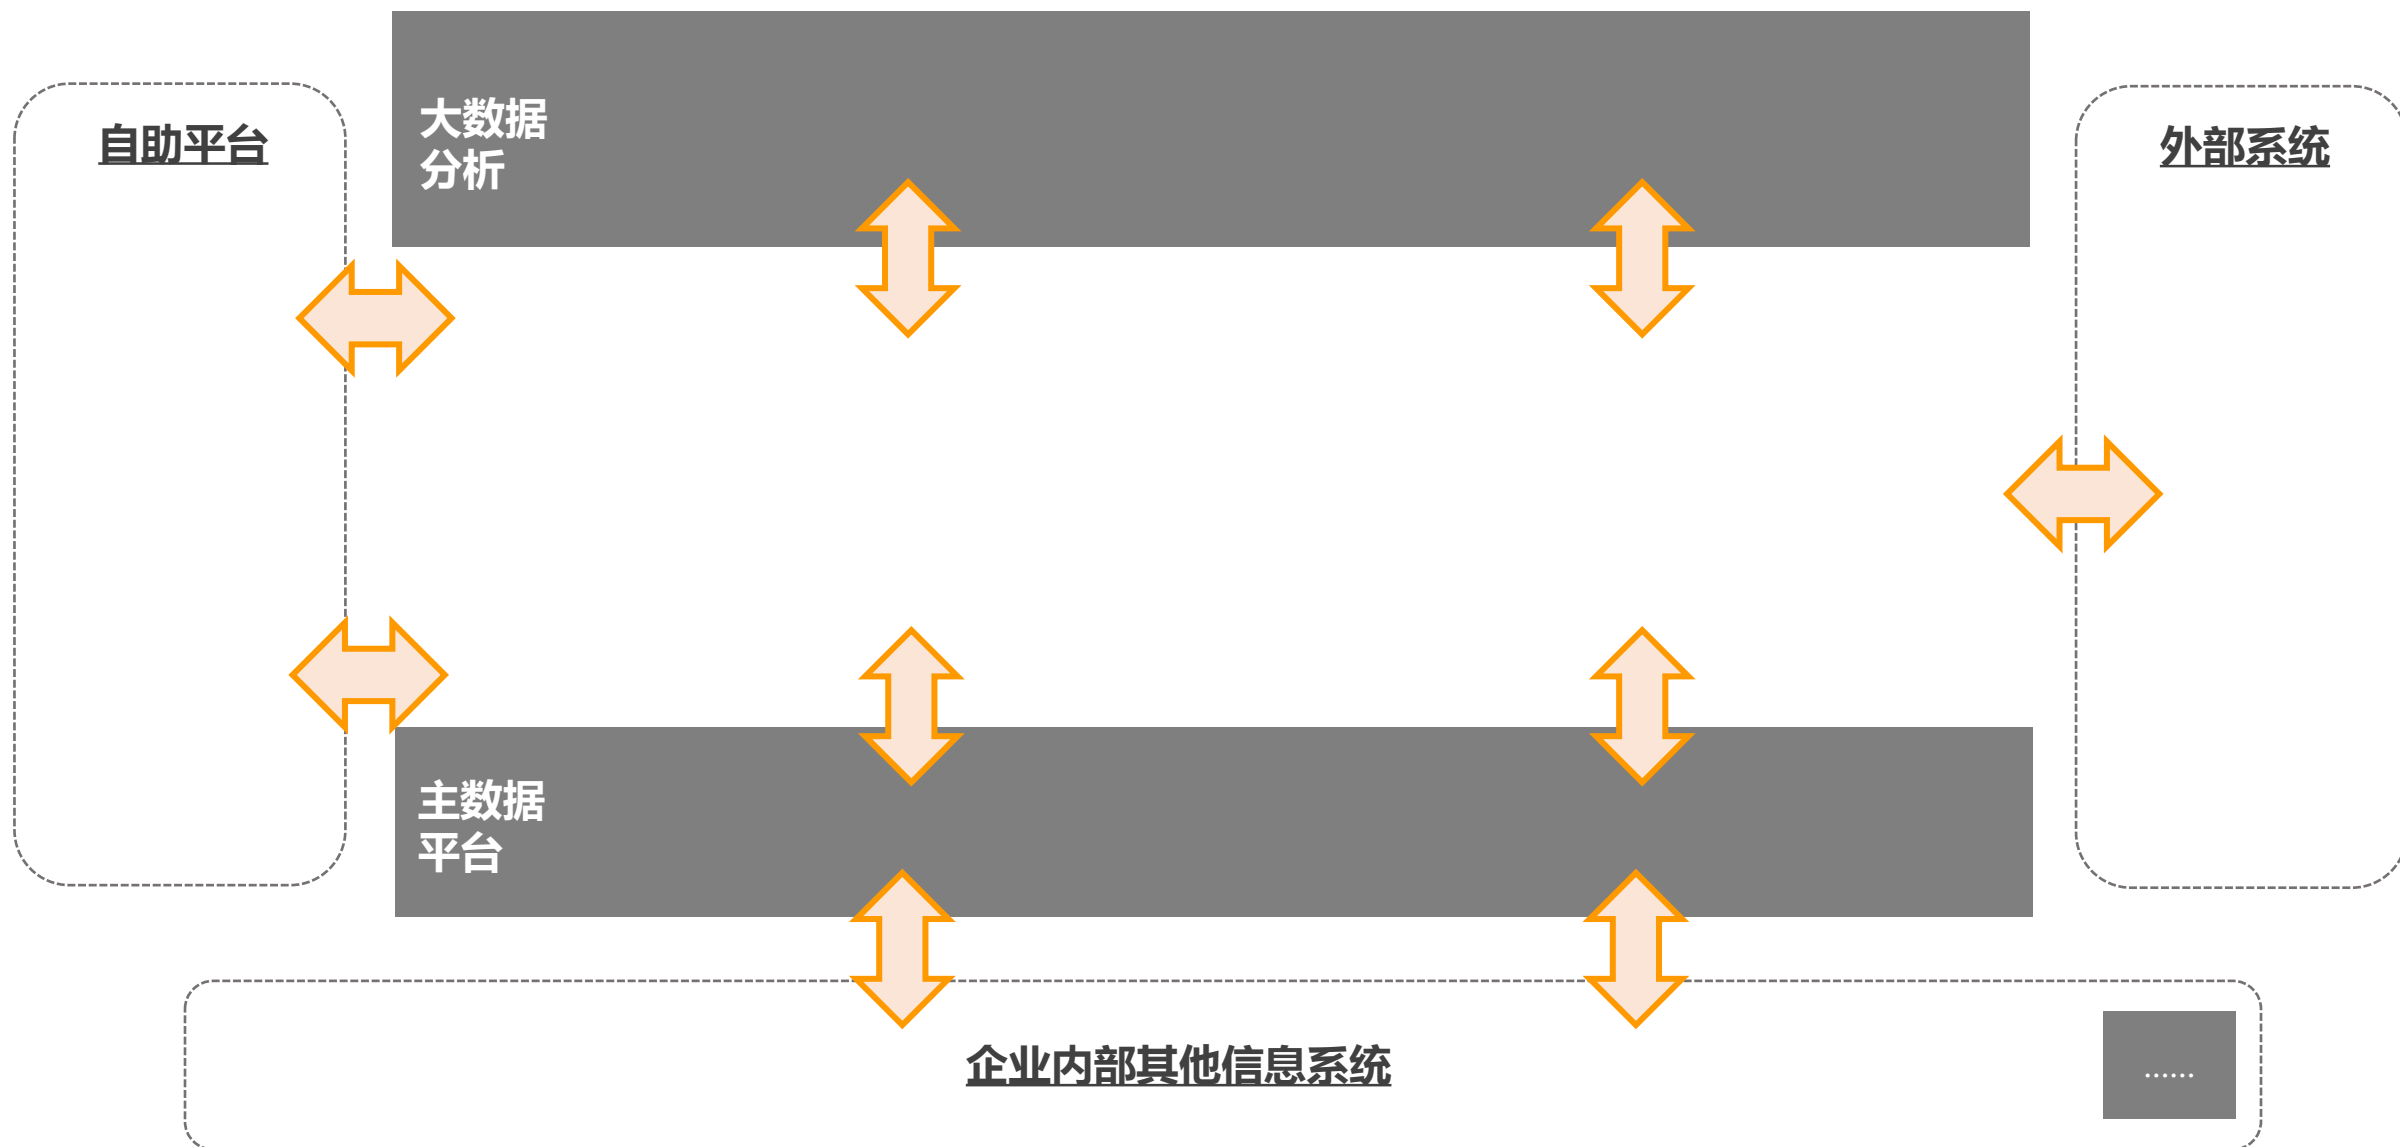 大数据
分析
自助平台
外部系统
主数据
平台
企业内部其他信息系统
……